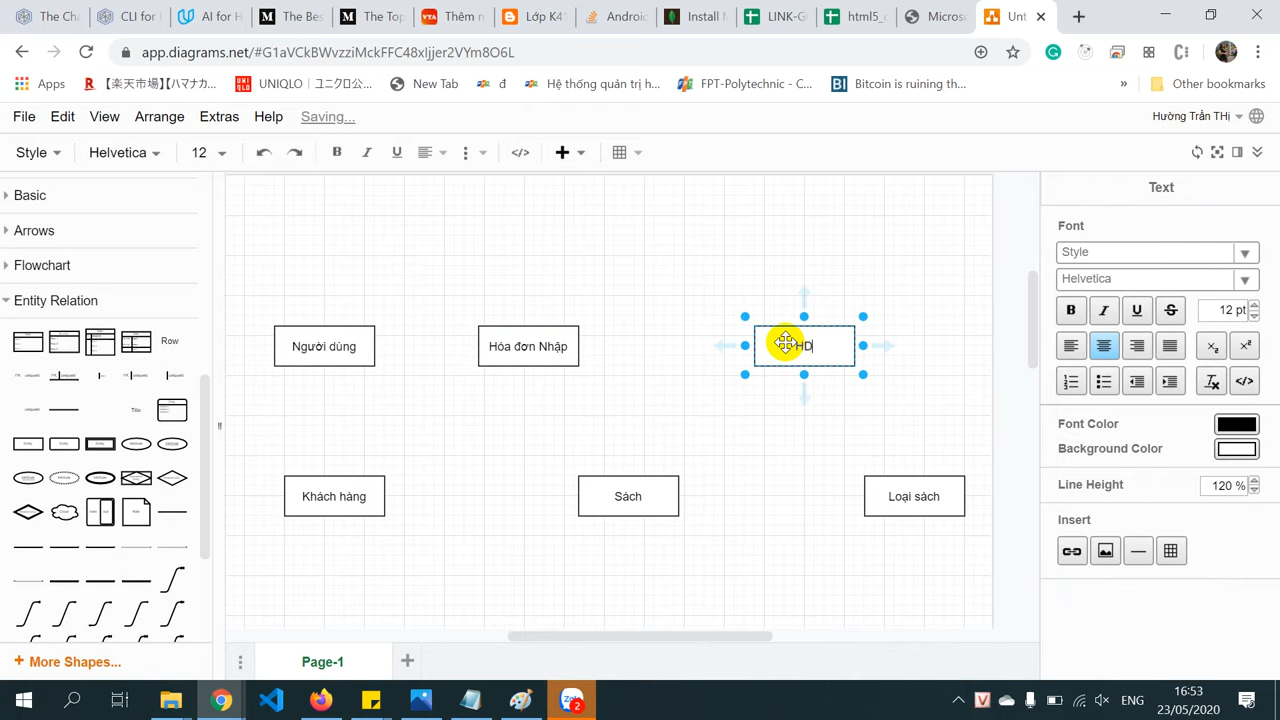 The Che
Chỉ for
AI for H
The Bes
The Top
Thêm r
Lớp K4
Androi
Install I
LINK-G
html5_c
Micros
Unt
app.diagrams.net/#G1aVCkBWvzziMckFFC48xljjer2VYm8O6L
Apps
【楽天市場】【ハマナカ...
UNIQLO｜ユニクロ公...
New Tab
đ
Hệ thống quản trị h...
FPT-Polytechnic - C...
Bitcoin is ruining th...
»
Other bookmarks
File Edit View Arrange Extras Help Saving...
Hường Trần THị
Style Helvetica 12
Basic
Arrows
Flowchart
Entity Relation
Row
Title
More Shapes...
Người dùng
Hóa đơn Nhập
HD
Khách hàng
Sách
Loại sách
Page-1
Text
Font
Style
Helvetica
B I U S 12 pt
Font Color
Background Color
Line Height 120 %
Insert
2
ENG
16:53
23/05/2020